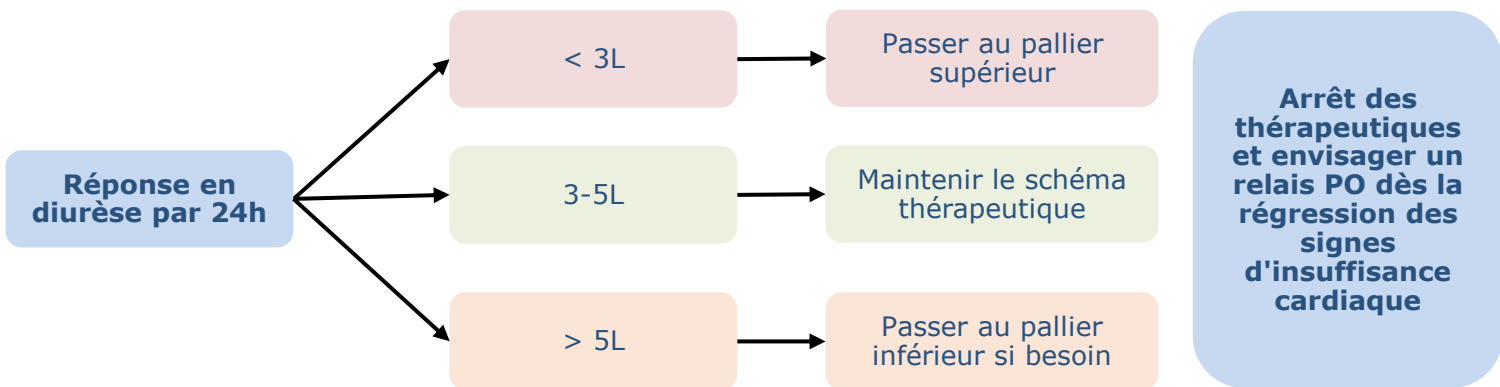 Réponse en
diurèse par 24h
< 3L
Passer au pallier
supérieur
3-5L
Maintenir le schéma
thérapeutique
> 5L
Passer au pallier
inférieur si besoin
Arrêt des
thérapeutiques
et envisager un
relais PO dès la
régression des
signes
d'insuffisance
cardiaque